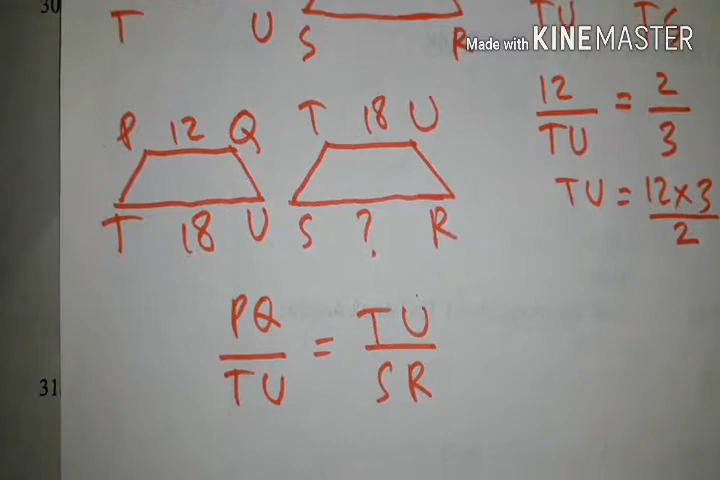 30
T U S R
TU TS
Made with KINEMASTER
12 / TU = 2 / 3
P 12 Q T 18 U
TU = 12 × 3 / 2
T 18 U S ? R
PQ / TU = TU / SR
31